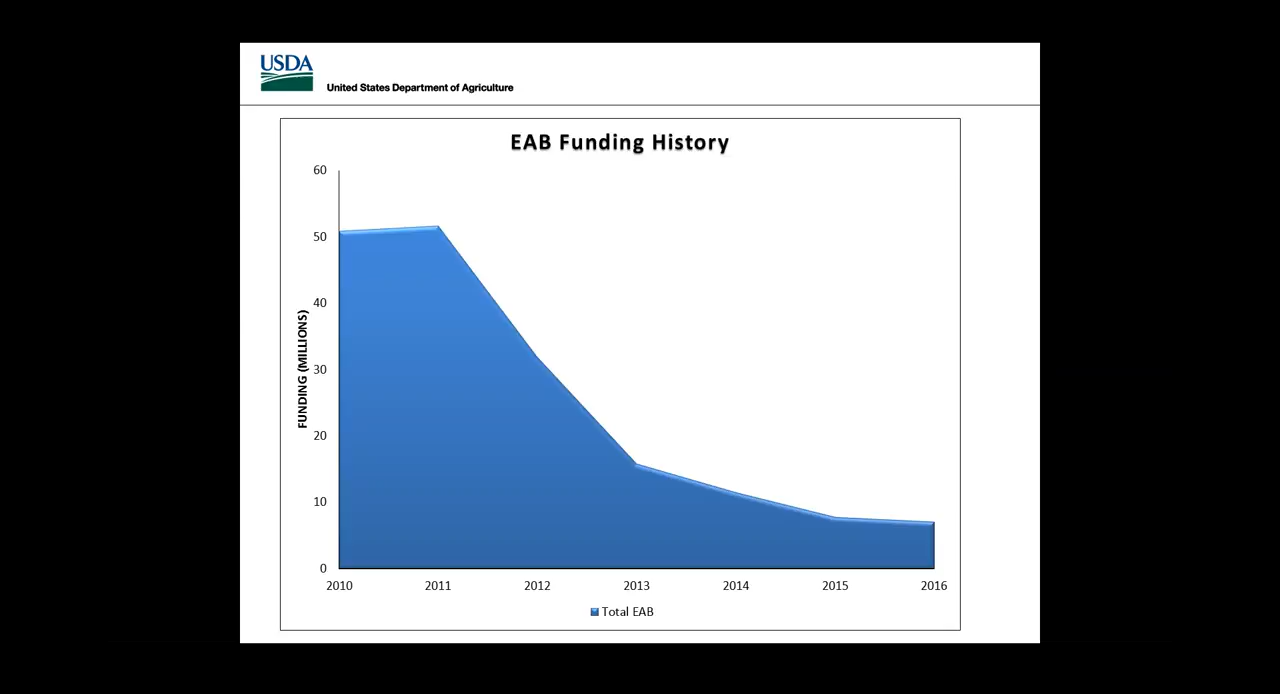 USDA
United States Department of Agriculture
EAB Funding History
60
50
40
30
20
10
0
FUNDING (MILLIONS)
2010 2011 2012 2013 2014 2015 2016
Total EAB